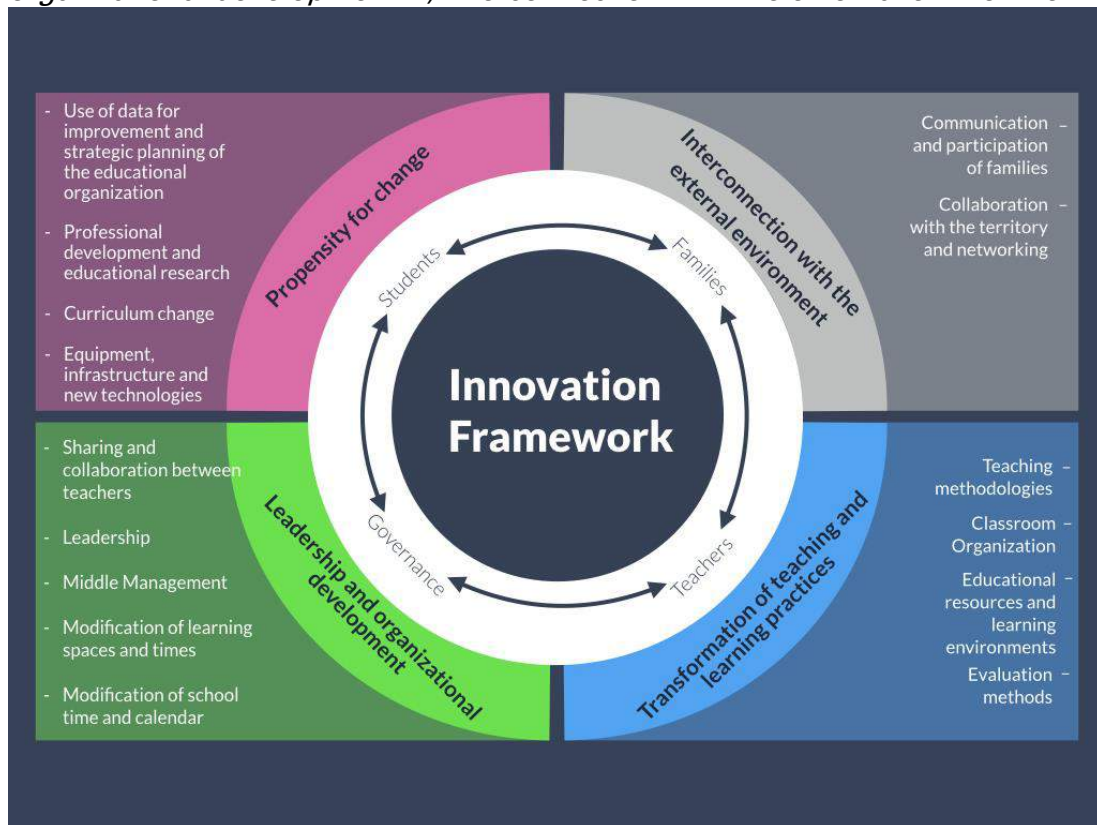 - Use of data for
improvement and
strategic planning of
the educational
organization
- Professional
development and
educational research
- Curriculum change
- Equipment,
infrastructure and
new technologies
Propensity for change
Interconnection with the
external environment
Communication –
and participation
of families
Collaboration –
with the territory
and networking
Students
Families
Innovation
Framework
Governance
Teachers
- Sharing and
collaboration between
teachers
- Leadership
- Middle Management
- Modification of learning
spaces and times
- Modification of school
time and calendar
Leadership and organizational
development
Transformation of teaching and
learning practices
Teaching –
methodologies
Classroom –
Organization
Educational –
resources and
learning
environments
Evaluation –
methods